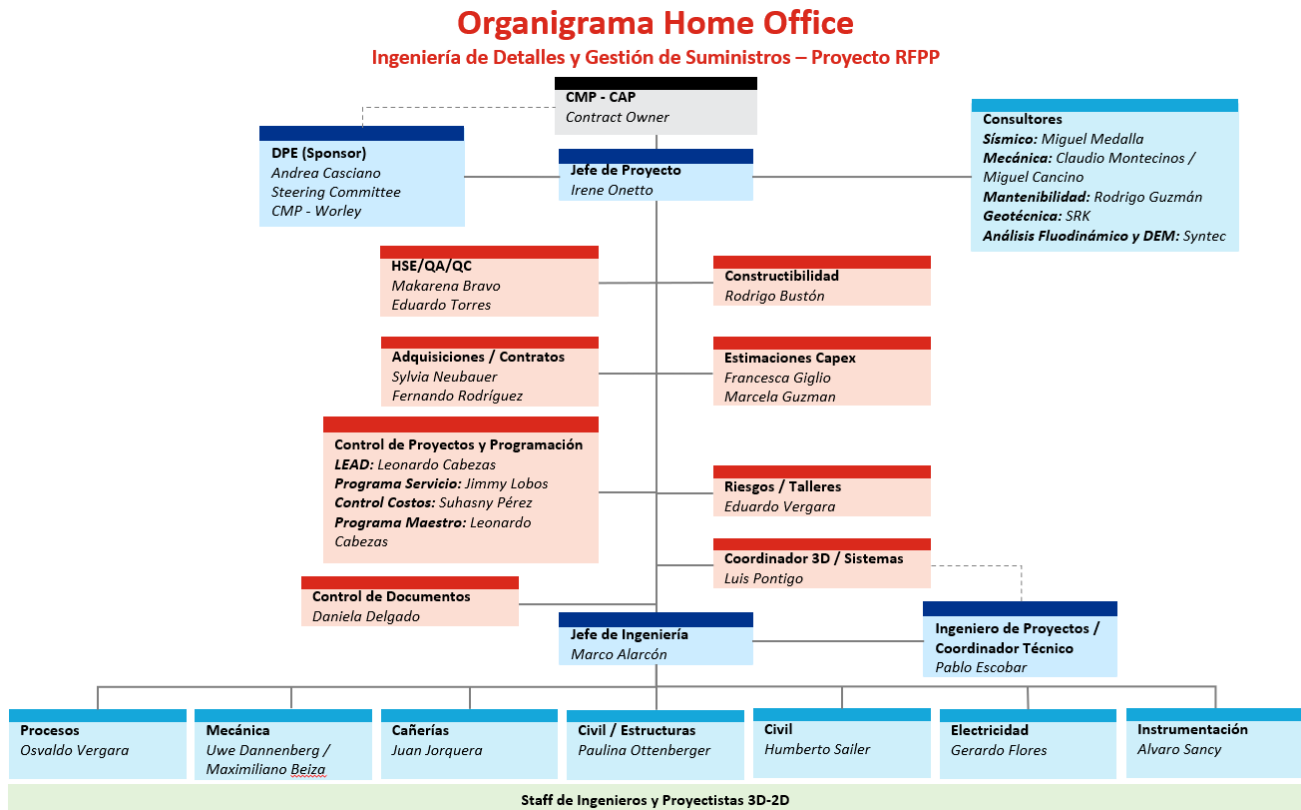 Organigrama Home Office
Ingeniería de Detalles y Gestión de Suministros – Proyecto RFPP
CMP - CAP
Contract Owner
DPE (Sponsor)
Andrea Casciano
Steering Committee
CMP - Worley
Jefe de Proyecto
Irene Onetto
Consultores
Sísmico: Miguel Medalla
Mecánica: Claudio Montecinos /
Miguel Cancino
Mantenibilidad: Rodrigo Guzmán
Geotécnica: SRK
Análisis Fluodinámico y DEM: Syntec
HSE/QA/QC
Makarena Bravo
Eduardo Torres
Constructibilidad
Rodrigo Bustón
Adquisiciones / Contratos
Sylvia Neubauer
Fernando Rodríguez
Estimaciones Capex
Francesca Giglio
Marcela Guzman
Control de Proyectos y Programación
LEAD: Leonardo Cabezas
Programa Servicio: Jimmy Lobos
Control Costos: Suhasny Pérez
Programa Maestro: Leonardo
Cabezas
Riesgos / Talleres
Eduardo Vergara
Coordinador 3D / Sistemas
Luis Pontigo
Control de Documentos
Daniela Delgado
Jefe de Ingeniería
Marco Alarcón
Ingeniero de Proyectos /
Coordinador Técnico
Pablo Escobar
Procesos
Osvaldo Vergara
Mecánica
Uwe Dannenberg /
Maximiliano Beiza
Cañerías
Juan Jorquera
Civil / Estructuras
Paulina Ottenberger
Civil
Humberto Sailer
Electricidad
Gerardo Flores
Instrumentación
Alvaro Sancy
Staff de Ingenieros y Proyectistas 3D-2D